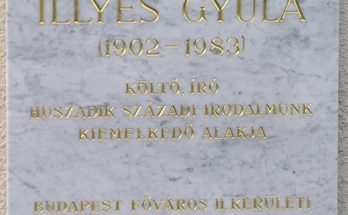 ILLYÉS GYULA
(1902–1983)
KÖLTŐ, ÍRÓ
HUSZADIK SZÁZADI IRODALMUNK
KIEMELKEDŐ ALAKJA
BUDAPEST FŐVÁROS II. KERÜLETI